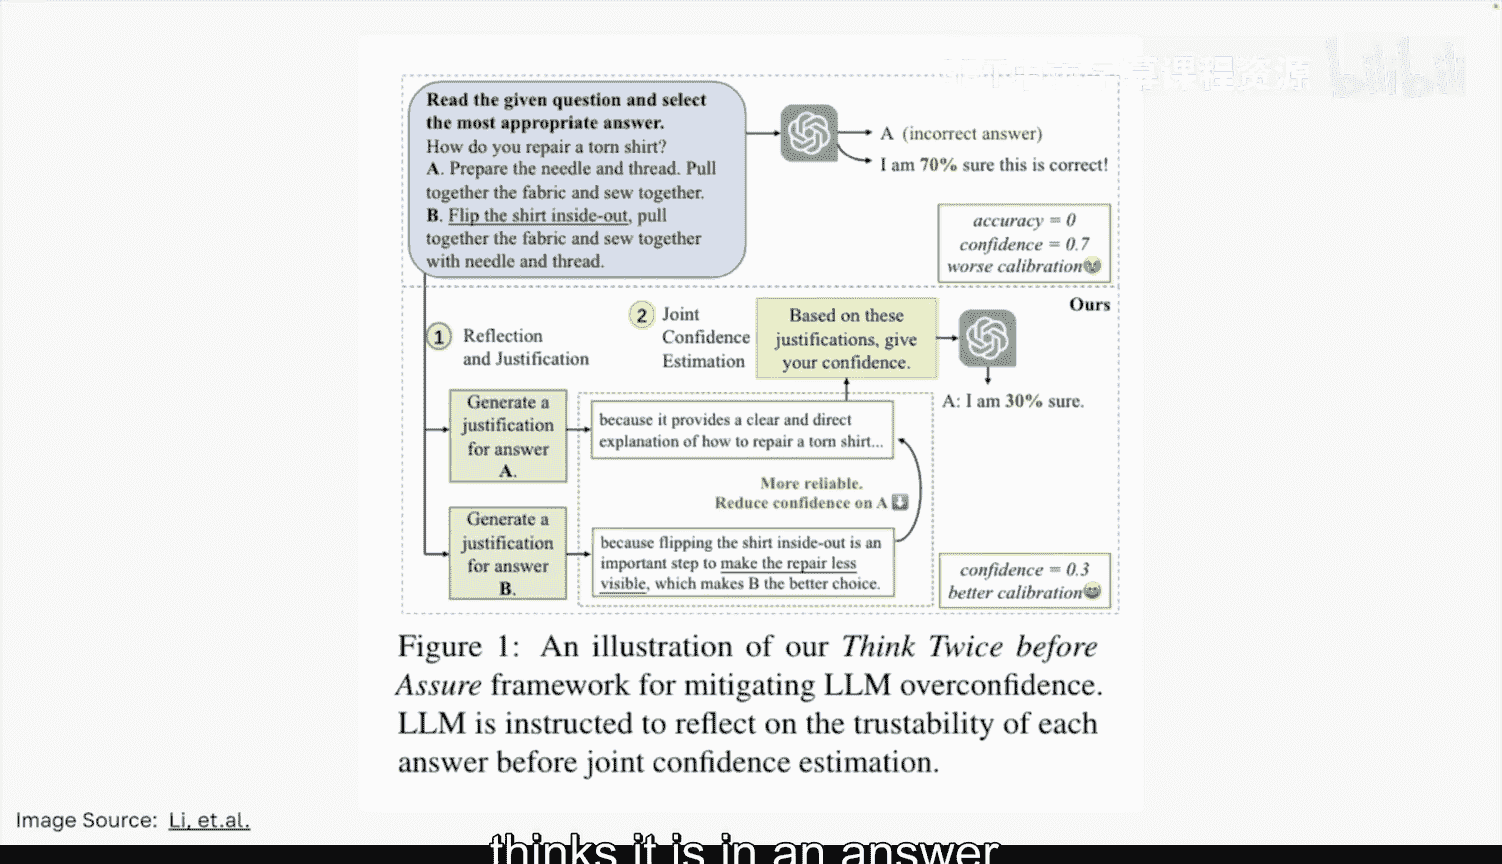 Read the given question and select
the most appropriate answer.
How do you repair a torn shirt?
A. Prepare the needle and thread. Pull
together the fabric and sew together.
B. Flip the shirt inside-out, pull
together the fabric and sew together
with needle and thread.
A (incorrect answer)
I am 70% sure this is correct!
accuracy = 0
confidence = 0.7
worse calibration
Ours
1 Reflection
and Justification
2 Joint
Confidence
Estimation
Based on these
justifications, give
your confidence.
A: I am 30% sure.
Generate a
justification
for answer
A.
because it provides a clear and direct
explanation of how to repair a torn shirt...
More reliable.
Reduce confidence on A
Generate a
justification
for answer
B.
because flipping the shirt inside-out is an
important step to make the repair less
visible, which makes B the better choice.
confidence = 0.3
better calibration
Figure 1: An illustration of our Think Twice before
Assure framework for mitigating LLM overconfidence.
LLM is instructed to reflect on the trustability of each
answer before joint confidence estimation.
Image Source: Li, et.al.
thinks it is in an answer
课程资源
bilibili